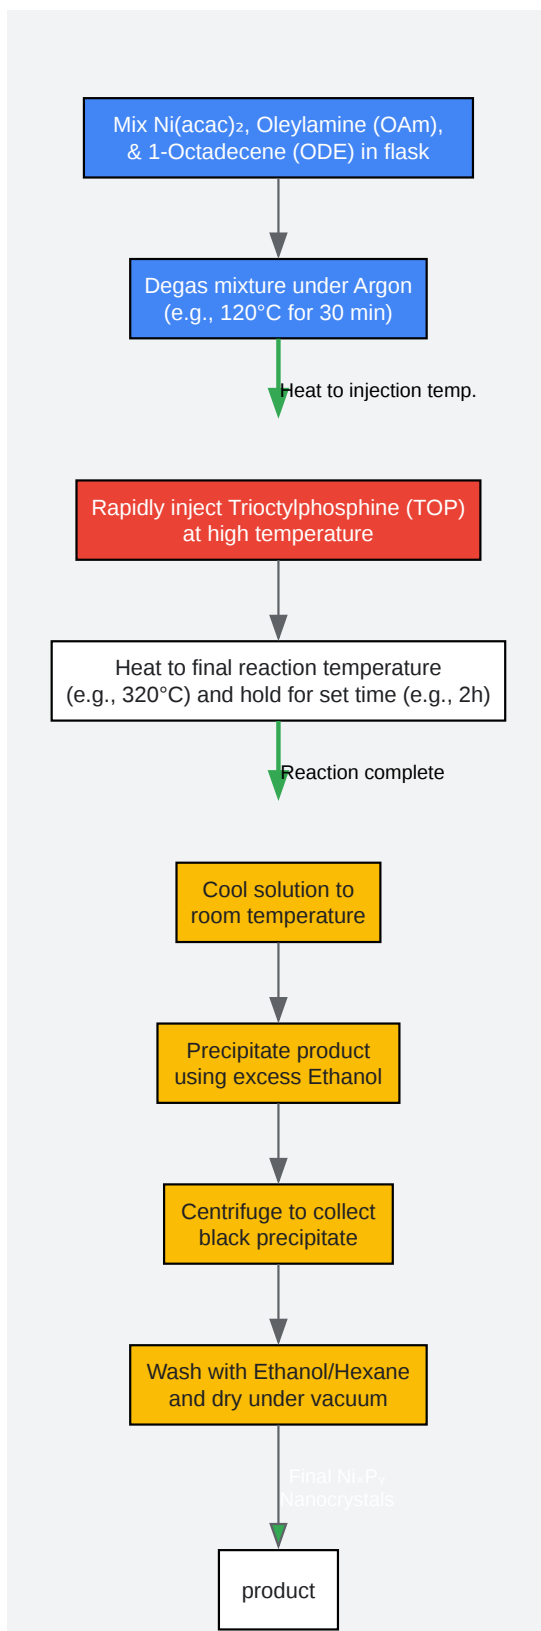 Mix Ni(acac)₂, Oleylamine (OAm),
& 1-Octadecene (ODE) in flask
Degas mixture under Argon
(e.g., 120°C for 30 min)
Heat to injection temp.
Rapidly inject Trioctylphosphine (TOP)
at high temperature
Heat to final reaction temperature
(e.g., 320°C) and hold for set time (e.g., 2h)
Reaction complete
Cool solution to
room temperature
Precipitate product
using excess Ethanol
Centrifuge to collect
black precipitate
Wash with Ethanol/Hexane
and dry under vacuum
Final NiₓPᵧ
Nanocrystals
product